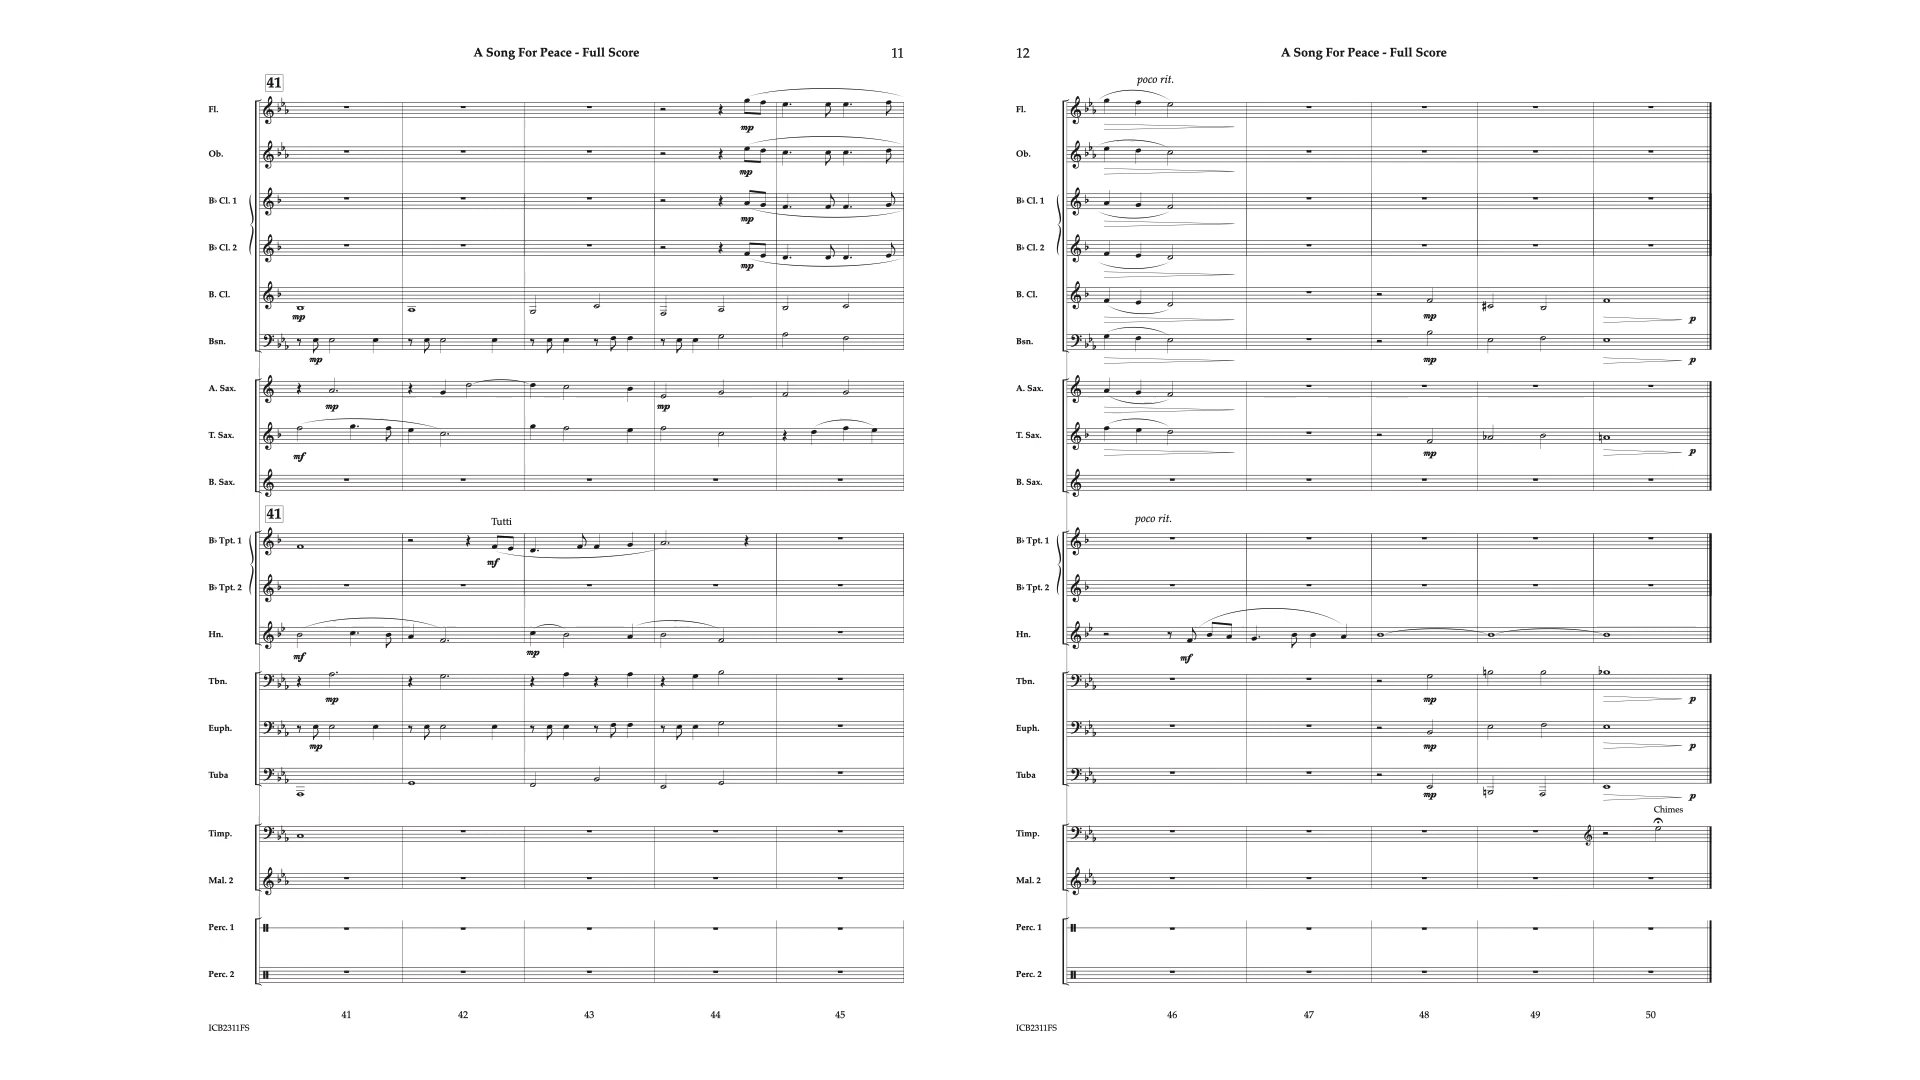 A Song For Peace - Full Score
11
41
Fl.
mp
Ob.
mp
B♭ Cl. 1
mp
B♭ Cl. 2
mp
B. Cl.
mp
Bsn.
mp
A. Sax.
mp
mp
T. Sax.
mf
B. Sax.
41
Tutti
B♭ Tpt. 1
mf
B♭ Tpt. 2
Hn.
mf
mp
Tbn.
mp
Euph.
mp
Tuba
Timp.
Mal. 2
Perc. 1
Perc. 2
41 42 43 44 45
ICB2311FS
12
A Song For Peace - Full Score
poco rit.
Fl.
Ob.
B♭ Cl. 1
B♭ Cl. 2
B. Cl.
mp p
Bsn.
mp p
A. Sax.
T. Sax.
mp p
B. Sax.
poco rit.
B♭ Tpt. 1
B♭ Tpt. 2
Hn.
mf
Tbn.
mp p
Euph.
mp p
Tuba
mp p
Chimes
Timp.
Mal. 2
Perc. 1
Perc. 2
46 47 48 49 50
ICB2311FS